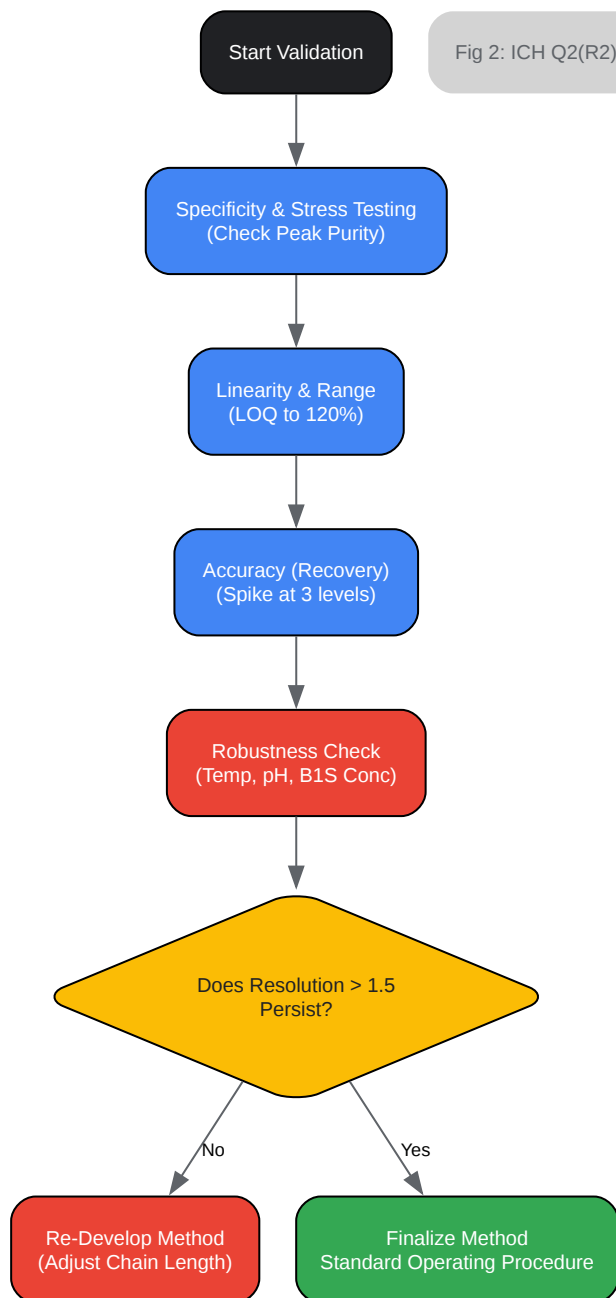 Start Validation
Fig 2: ICH Q2(R2)
Specificity & Stress Testing
(Check Peak Purity)
Linearity & Range
(LOQ to 120%)
Accuracy (Recovery)
(Spike at 3 levels)
Robustness Check
(Temp, pH, B1S Conc)
Does Resolution > 1.5
Persist?
No
Yes
Re-Develop Method
(Adjust Chain Length)
Finalize Method
Standard Operating Procedure